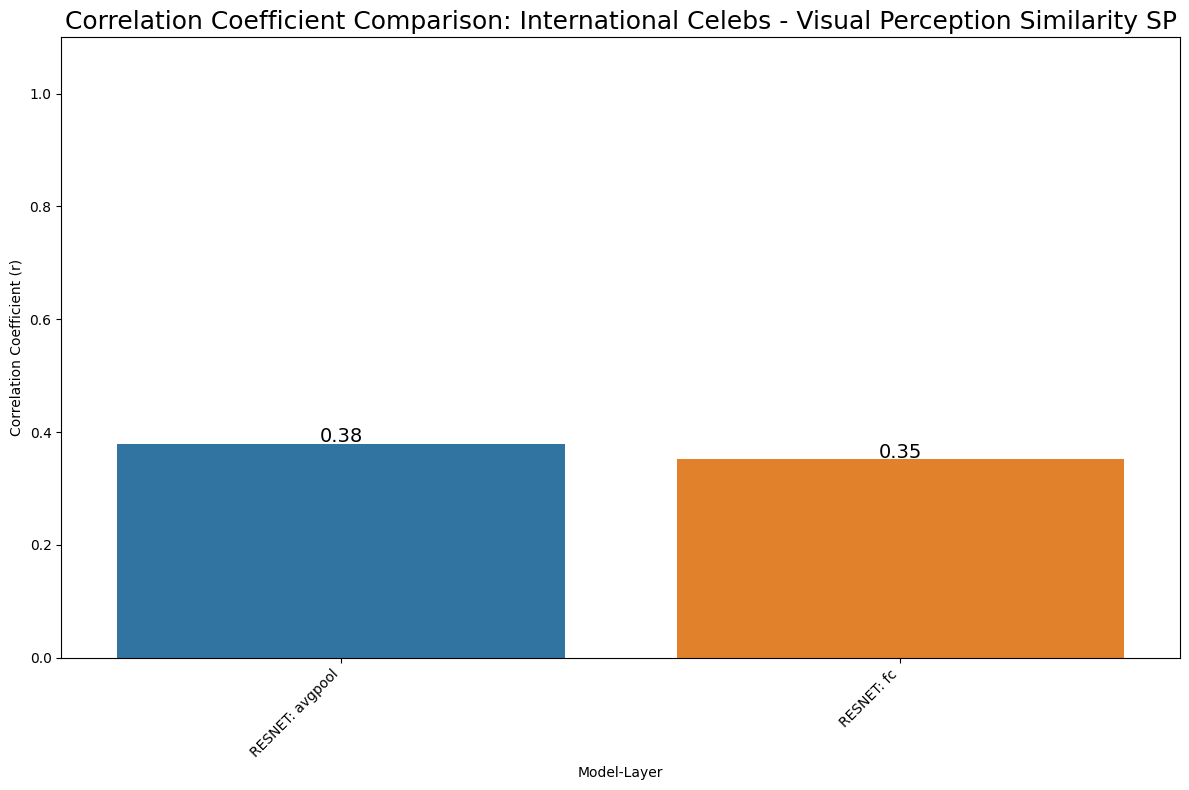 Correlation Coefficient Comparison: International Celebs - Visual Perception Similarity SP
Correlation Coefficient (r)
1.0
0.8
0.6
0.4
0.2
0.0
0.38
0.35
RESNET: avgpool
RESNET: fc
Model-Layer